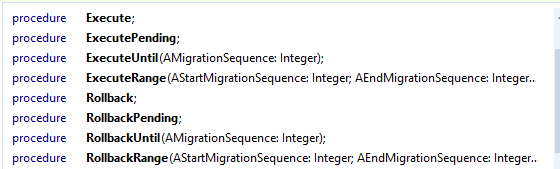 procedure Execute;
procedure ExecutePending;
procedure ExecuteUntil(AMigrationSequence: Integer);
procedure ExecuteRange(AStartMigrationSequence: Integer; AEndMigrationSequence: Integer...
procedure Rollback;
procedure RollbackPending;
procedure RollbackUntil(AMigrationSequence: Integer);
procedure RollbackRange(AStartMigrationSequence: Integer; AEndMigrationSequence: Integer...